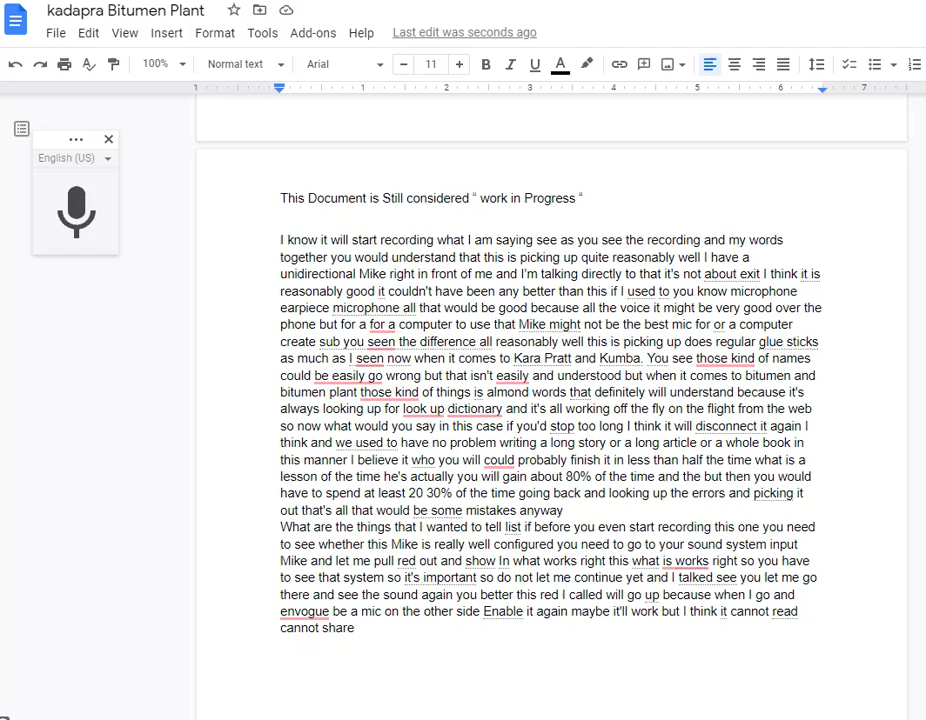 kadapra Bitumen Plant
File Edit View Insert Format Tools Add-ons Help Last edit was seconds ago
100% Normal text Arial − 11 + B I U A
1 1 2 3 4 5 6 7
English (US)
This Document is Still considered “ work in Progress “
I know it will start recording what I am saying see as you see the recording and my words
together you would understand that this is picking up quite reasonably well I have a
unidirectional Mike right in front of me and I'm talking directly to that it's not about exit I think it is
reasonably good it couldn't have been any better than this if I used to you know microphone
earpiece microphone all that would be good because all the voice it might be very good over the
phone but for a for a computer to use that Mike might not be the best mic for or a computer
create sub you seen the difference all reasonably well this is picking up does regular glue sticks
as much as I seen now when it comes to Kara Pratt and Kumba. You see those kind of names
could be easily go wrong but that isn't easily and understood but when it comes to bitumen and
bitumen plant those kind of things is almond words that definitely will understand because it's
always looking up for look up dictionary and it's all working off the fly on the flight from the web
so now what would you say in this case if you'd stop too long I think it will disconnect it again I
think and we used to have no problem writing a long story or a long article or a whole book in
this manner I believe it who you will could probably finish it in less than half the time what is a
lesson of the time he's actually you will gain about 80% of the time and the but then you would
have to spend at least 20 30% of the time going back and looking up the errors and picking it
out that's all that would be some mistakes anyway
What are the things that I wanted to tell list if before you even start recording this one you need
to see whether this Mike is really well configured you need to go to your sound system input
Mike and let me pull red out and show In what works right this what is works right so you have
to see that system so it's important so do not let me continue yet and I talked see you let me go
there and see the sound again you better this red I called will go up because when I go and
envogue be a mic on the other side Enable it again maybe it'll work but I think it cannot read
cannot share